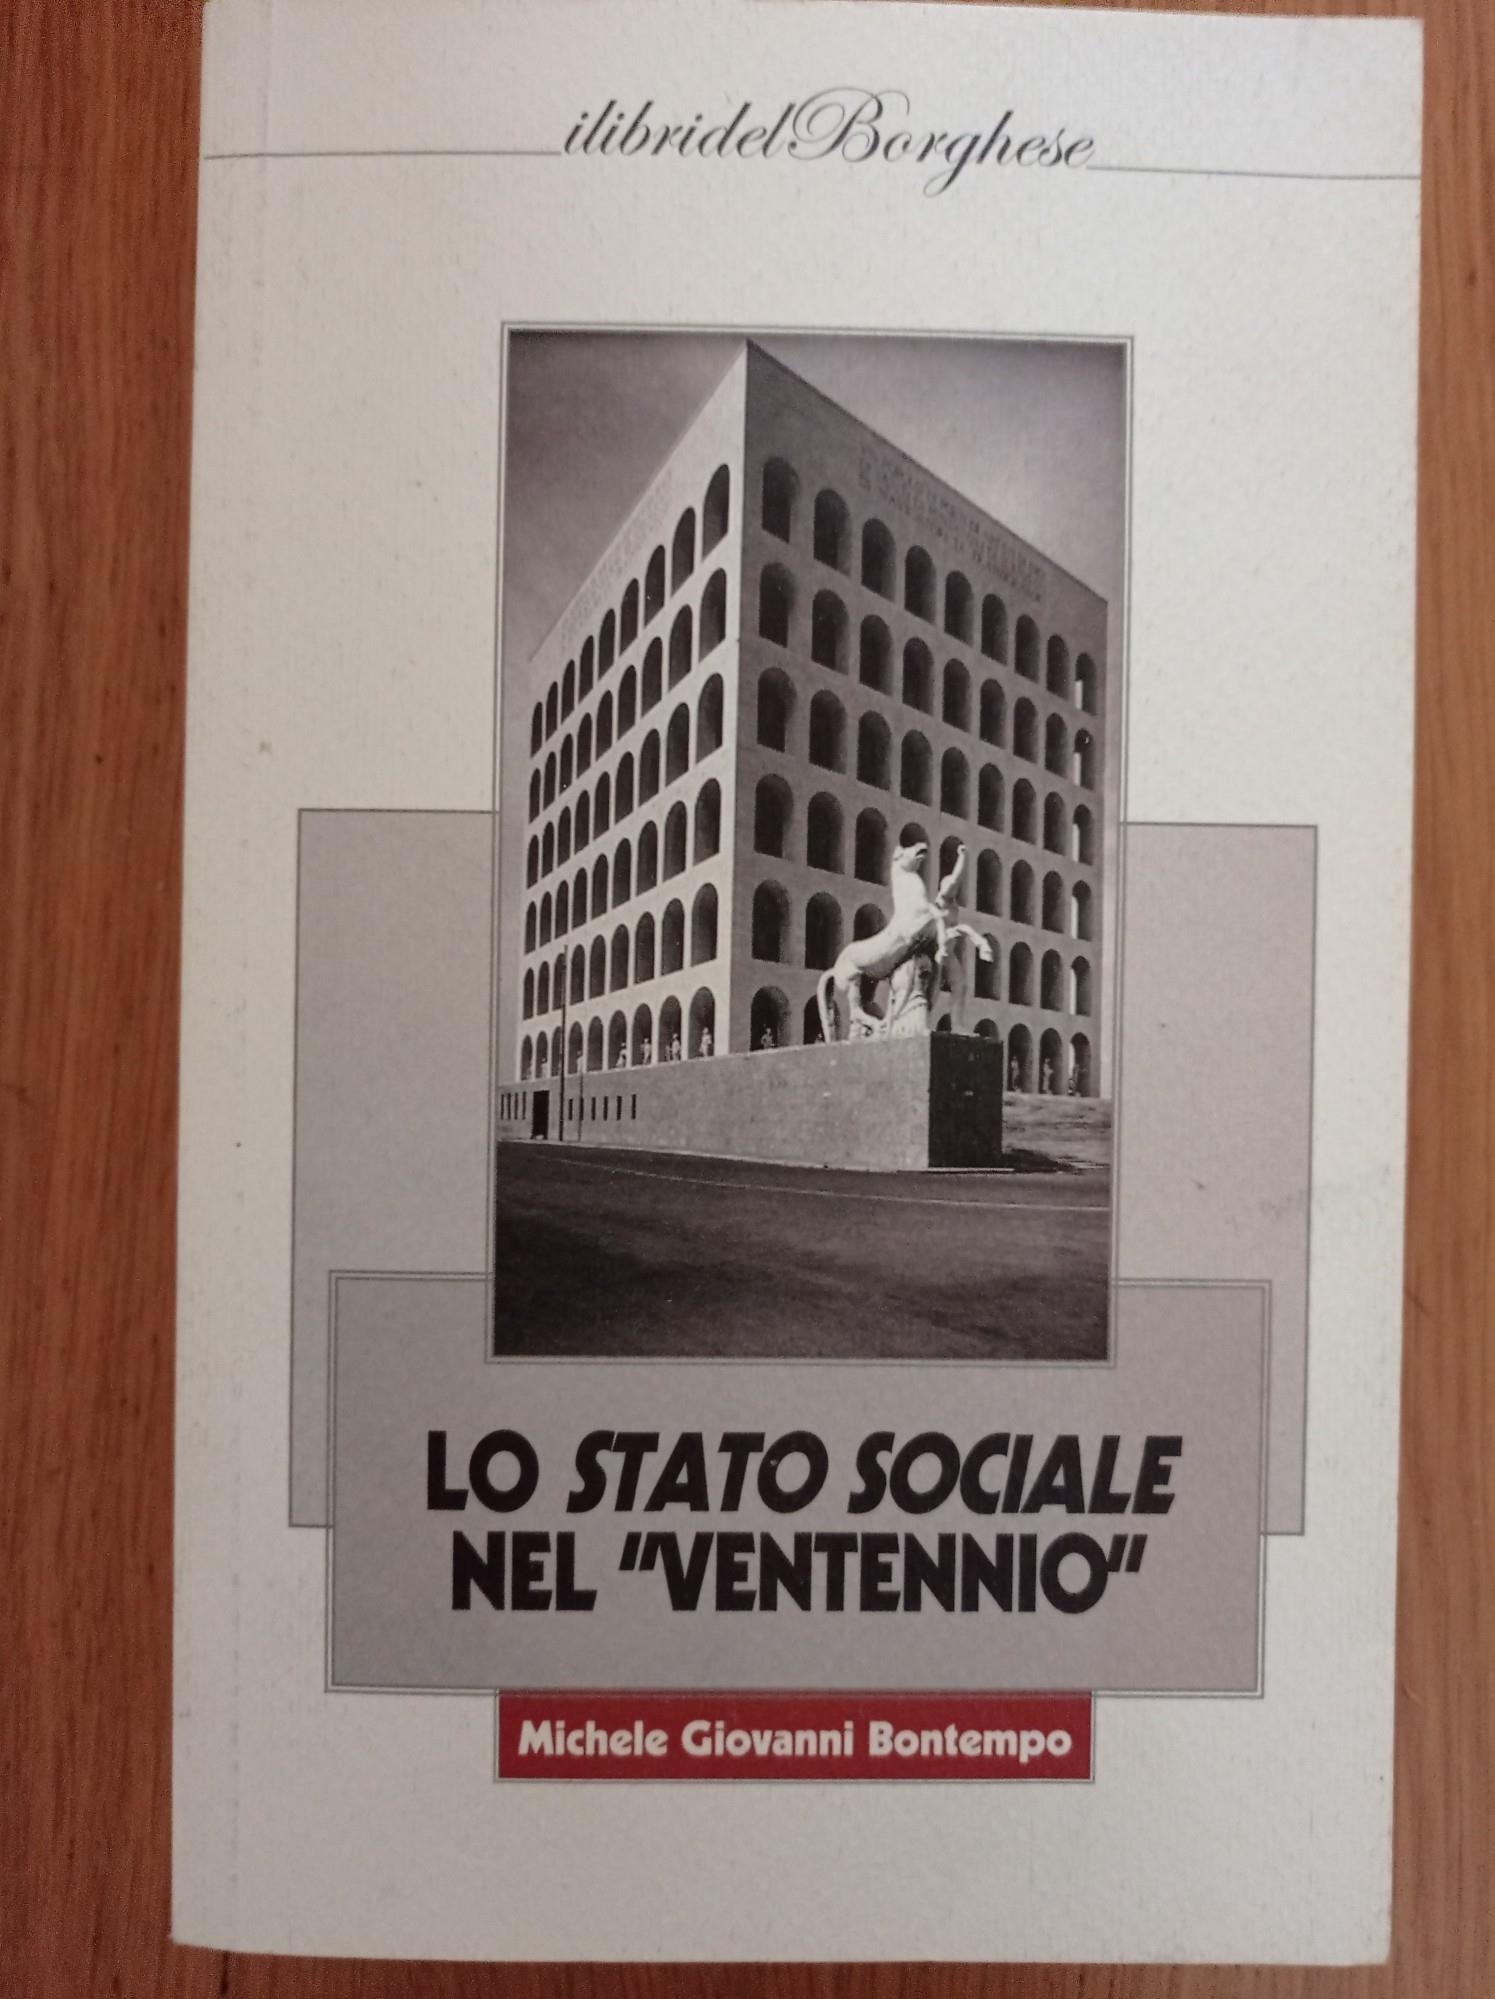 ilibridelBorghese
LO STATO SOCIALE
NEL "VENTENNIO"
Michele Giovanni Bontempo